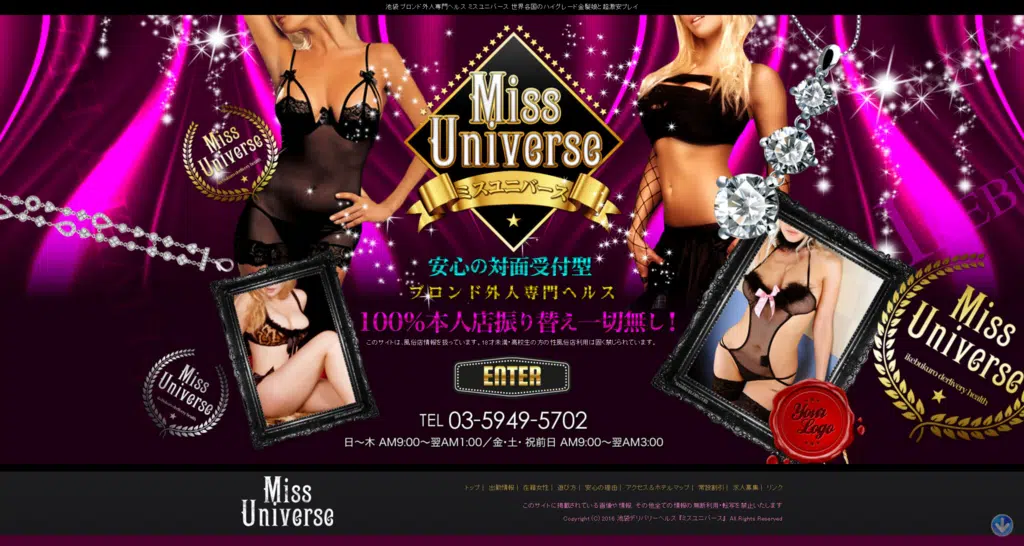 池袋 ブロンド外人専門ヘルス ミスユニバース 世界各国のハイグレード金髪娘と超激安プレイ
Miss
Universe
ミスユニバース
Miss
Universe
安心の対面受付型
ブロンド外人専門ヘルス
100%本人店振り替え一切無し!
このサイトは、風俗店情報を扱っています。18才未満・高校生の方の性風俗店利用は固く禁じられています。
ENTER
TEL 03-5949-5702
日〜木 AM9:00〜翌AM1:00/金・土・祝前日 AM9:00〜翌AM3:00
Miss
Universe
Miss
Universe
ikebukuro derlivery health
Your
Logo
Miss
Universe
トップ | 出勤情報 | 在籍女性 | 遊び方 | 安心の理由 | アクセス&ホテルマップ | 常設割引 | 求人募集 | リンク
このサイトに掲載されている画像や情報、その他全ての情報の無断利用・転写を禁止いたします
Copyright (C) 2016 池袋デリバリーヘルス 『ミスユニバース』 All Rights Reserved